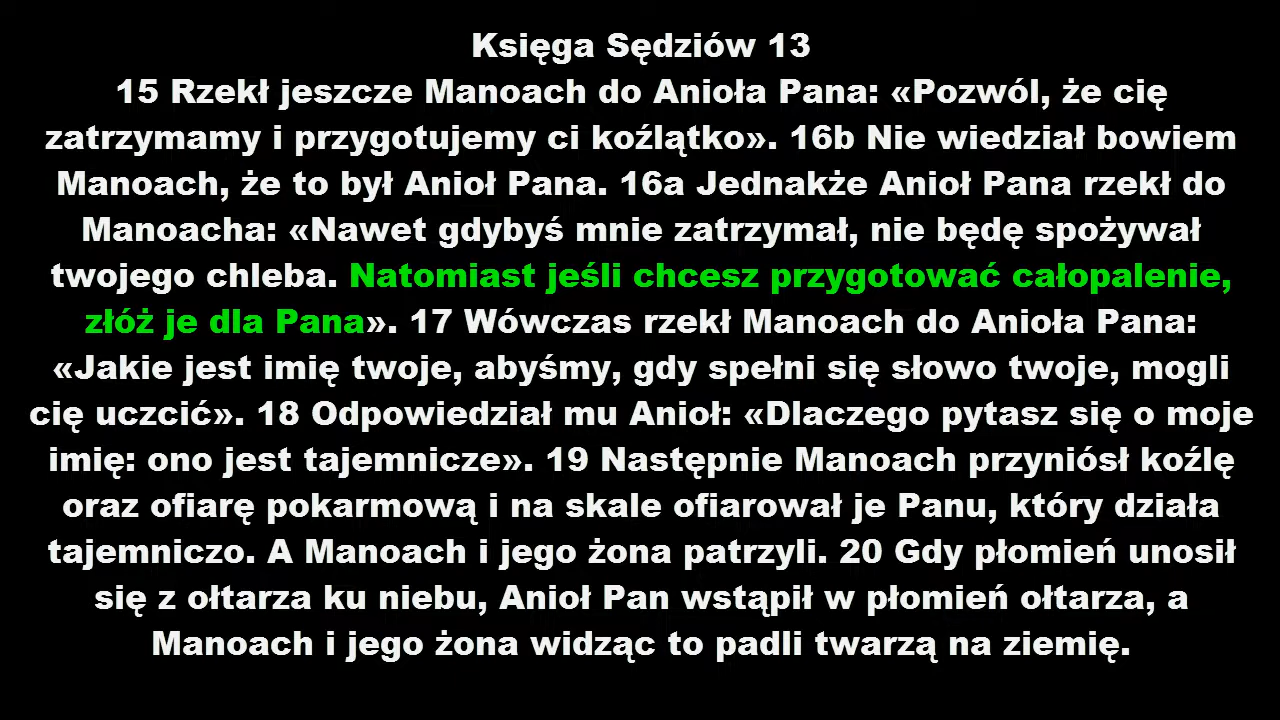 Księga Sędziów 13
15 Rzekł jeszcze Manoach do Anioła Pana: «Pozwól, że cię
zatrzymamy i przygotujemy ci koźlątko». 16b Nie wiedział bowiem
Manoach, że to był Anioł Pana. 16a Jednakże Anioł Pana rzekł do
Manoacha: «Nawet gdybyś mnie zatrzymał, nie będę spożywał
twojego chleba. Natomiast jeśli chcesz przygotować całopalenie,
złóż je dla Pana». 17 Wówczas rzekł Manoach do Anioła Pana:
«Jakie jest imię twoje, abyśmy, gdy spełni się słowo twoje, mogli
cię uczcić». 18 Odpowiedział mu Anioł: «Dlaczego pytasz się o moje
imię: ono jest tajemnicze». 19 Następnie Manoach przyniósł koźlę
oraz ofiarę pokarmową i na skale ofiarował je Panu, który działa
tajemniczo. A Manoach i jego żona patrzyli. 20 Gdy płomień unosił
się z ołtarza ku niebu, Anioł Pan wstąpił w płomień ołtarza, a
Manoach i jego żona widząc to padli twarzą na ziemię.